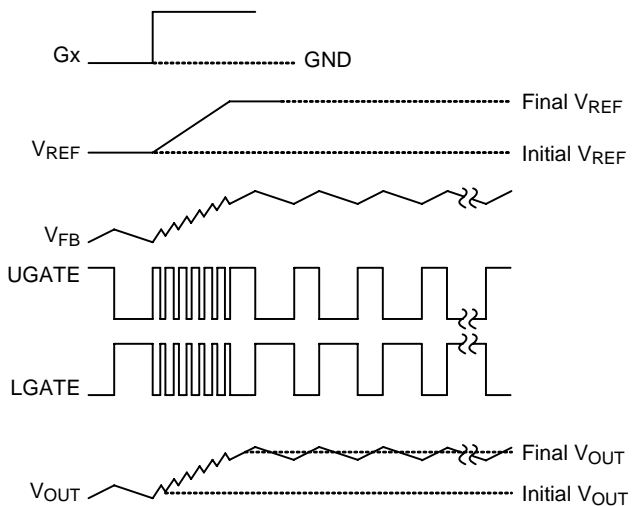 Gx
GND
Final VREF
VREF
Initial VREF
VFB
UGATE
LGATE
Final VOUT
VOUT
Initial VOUT